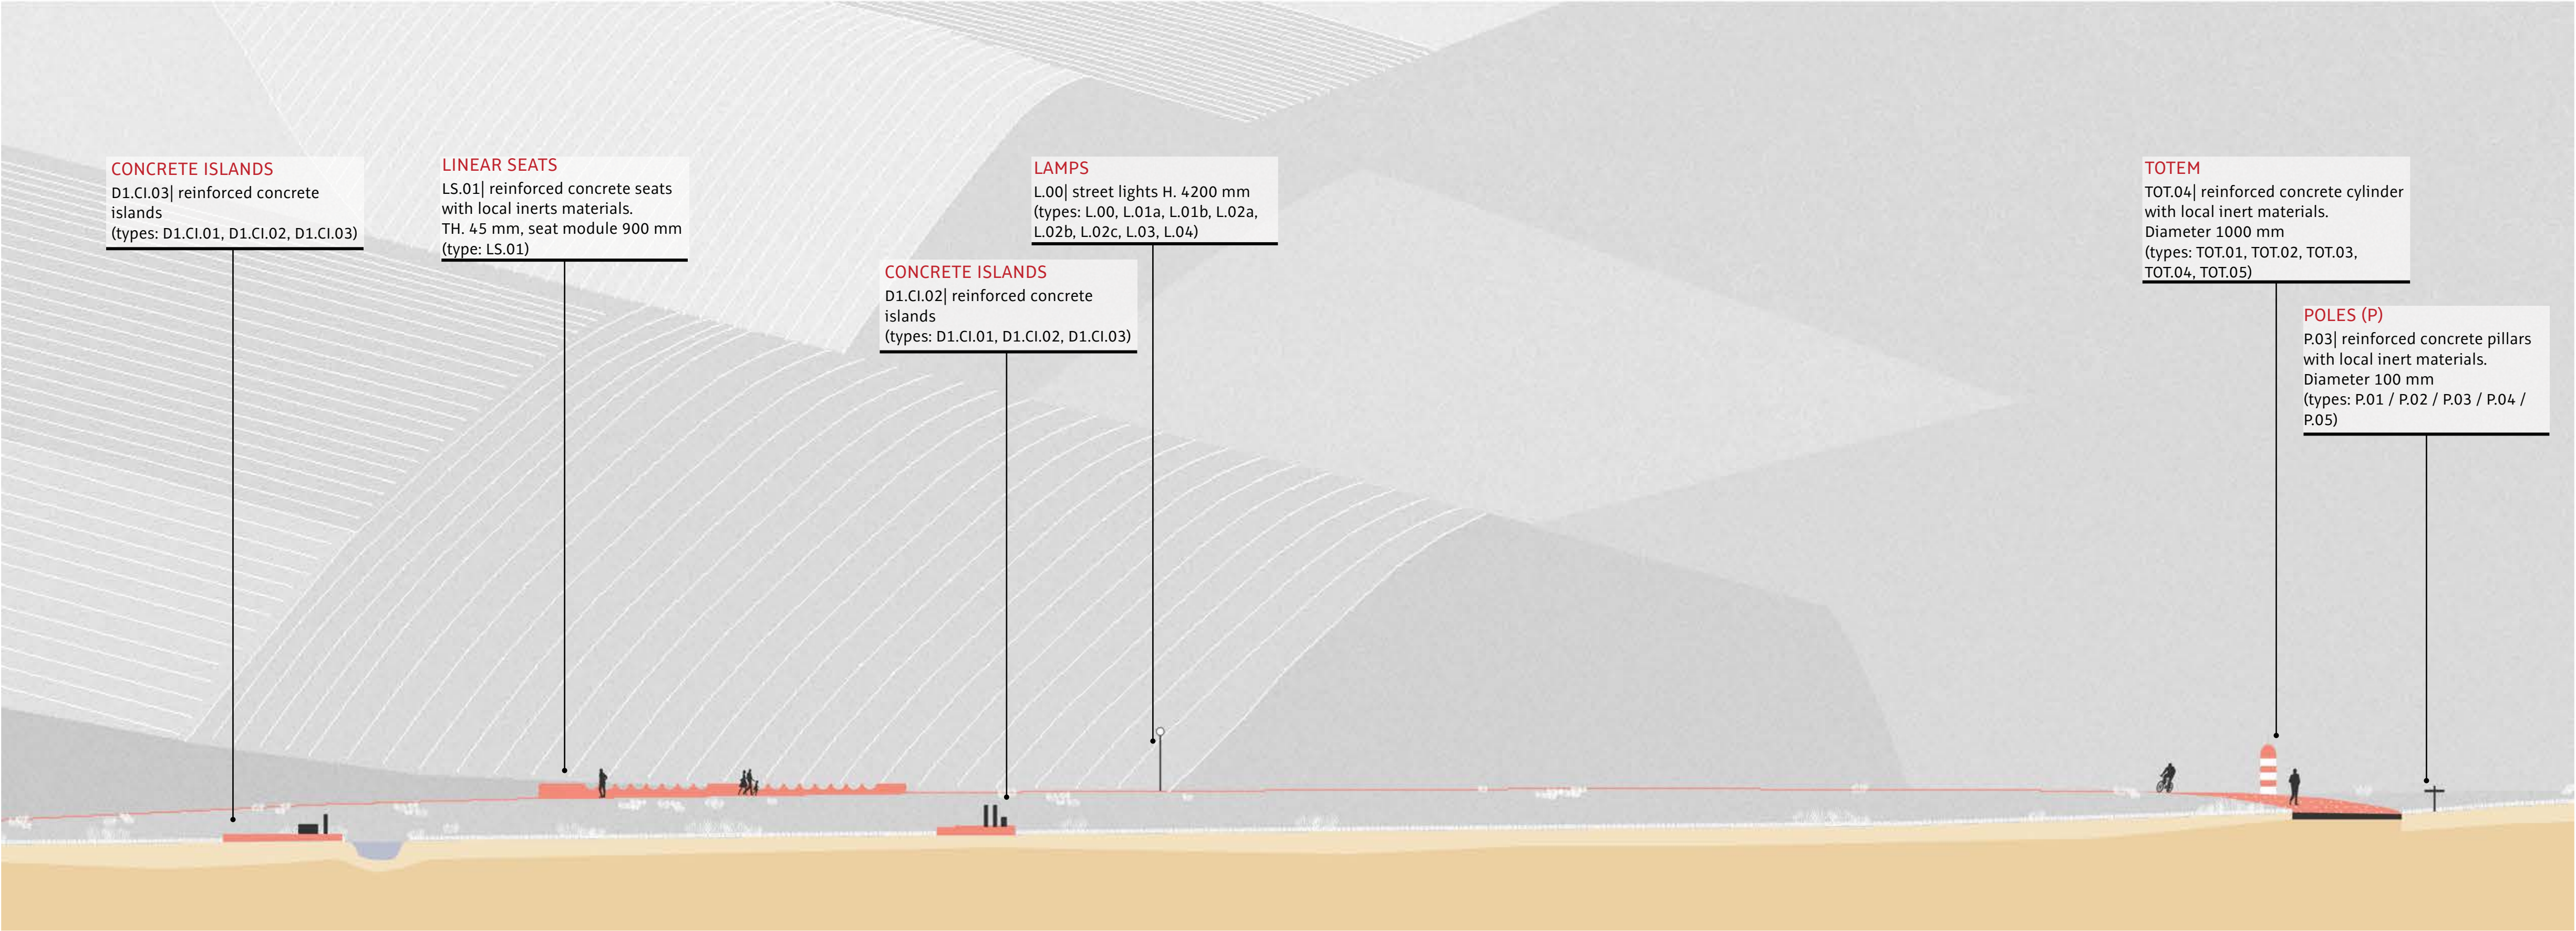 CONCRETE ISLANDS
D1.CI.03| reinforced concrete
islands
(types: D1.CI.01, D1.CI.02, D1.CI.03)
LINEAR SEATS
LS.01| reinforced concrete seats
with local inerts materials.
TH. 45 mm, seat module 900 mm
(type: LS.01)
CONCRETE ISLANDS
D1.CI.02| reinforced concrete
islands
(types: D1.CI.01, D1.CI.02, D1.CI.03)
LAMPS
L.00| street lights H. 4200 mm
(types: L.00, L.01a, L.01b, L.02a,
L.02b, L.02c, L.03, L.04)
TOTEM
TOT.04| reinforced concrete cylinder
with local inert materials.
Diameter 1000 mm
(types: TOT.01, TOT.02, TOT.03,
TOT.04, TOT.05)
POLES (P)
P.03| reinforced concrete pillars
with local inert materials.
Diameter 100 mm
(types: P.01 / P.02 / P.03 / P.04 /
P.05)